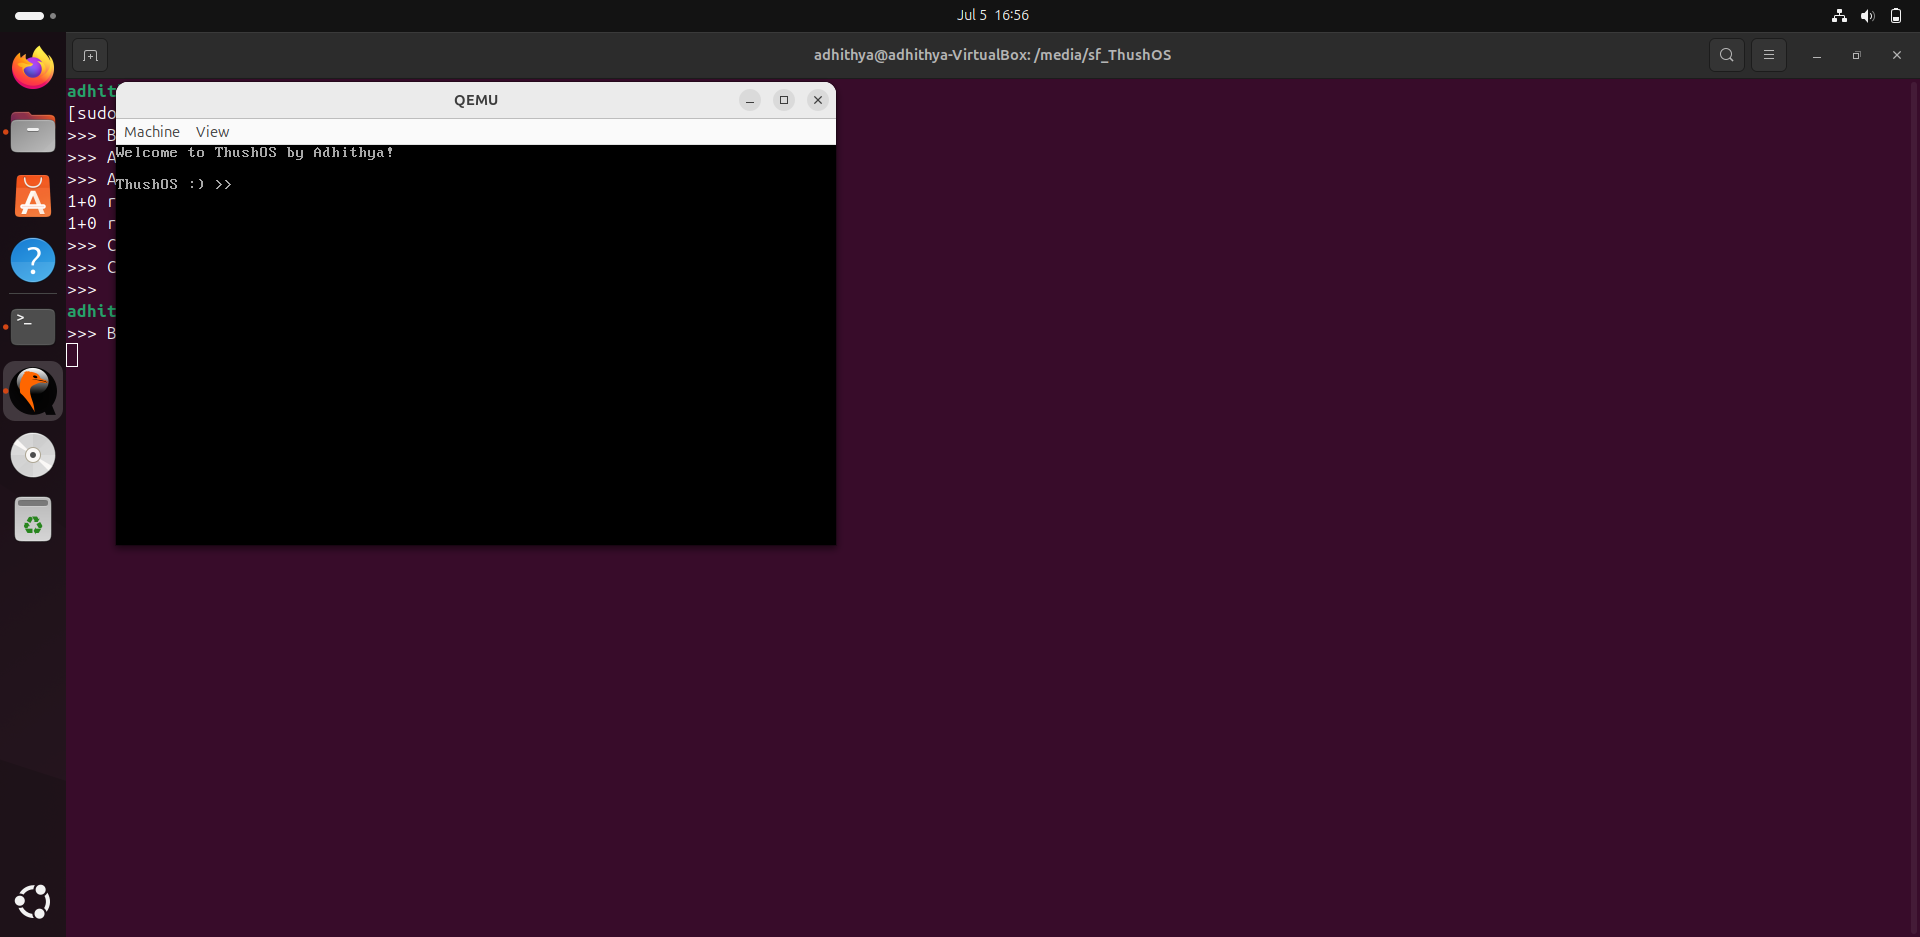 Jul 5 16:56
adhithya@adhithya-VirtualBox: /media/sf_ThushOS
adhit
[sudo
>>> B
>>> A
>>> A
1+0 r
1+0 r
>>> C
>>> C
>>>
adhit
>>> B
QEMU
Machine View
Welcome to ThushOS by Adhithya!
ThushOS :) >>